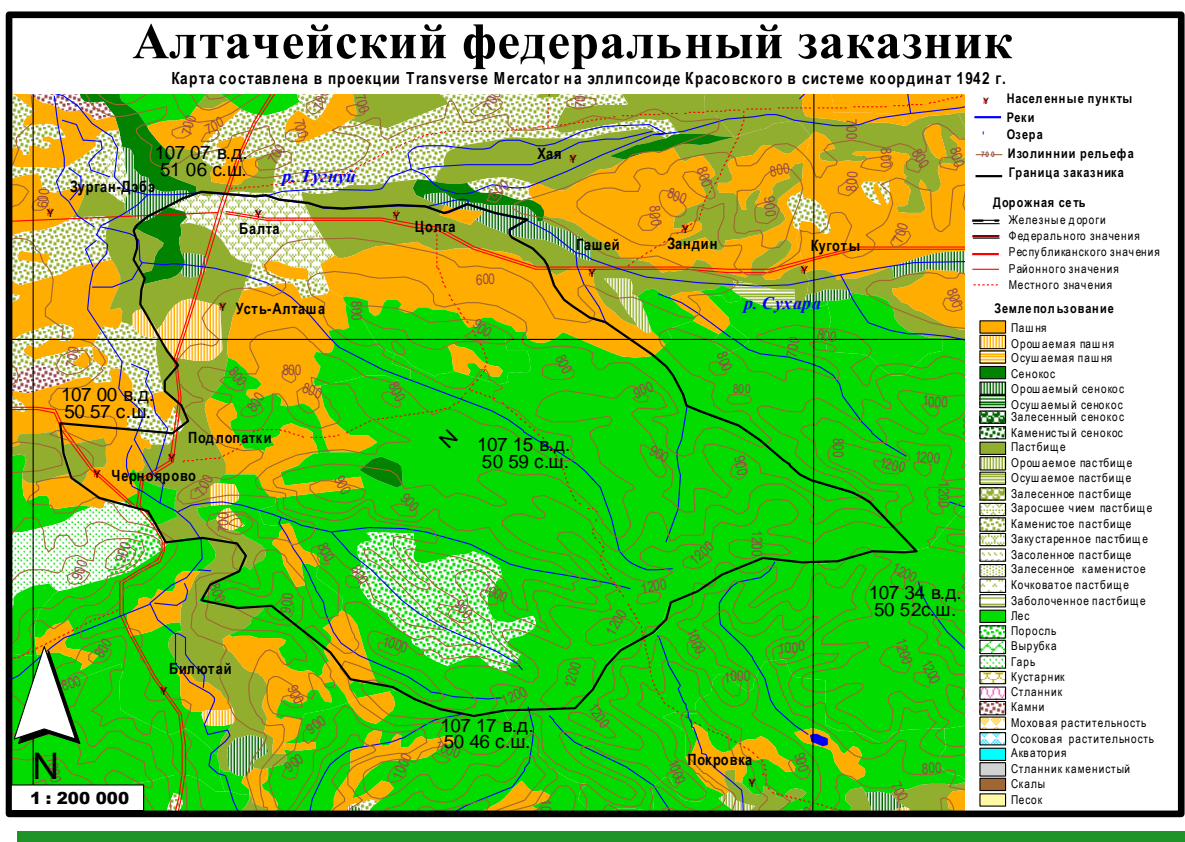 Алтачейский федеральный заказник
Карта составлена в проекции Transverse Mercator на эллипсоиде Красовского в системе координат 1942 г.
107 07 в.д.
51 06 с.ш.
Хая
р. Тугнуй
Зурган-Дэбэ
Балта
Цолга
Гашей
Зандин
Куготы
600
р. Сухара
Усть-Алташа
107 00 в.д.
50 57 с.ш.
Подлопатки
107 15 в.д.
50 59 с.ш.
N
Черноярово
107 34 в.д.
50 52с.ш.
Билютай
107 17 в.д.
50 46 с.ш.
Покровка
N
1 : 200 000
Населенные пункты
Реки
Озера
700 Изолиннии рельефа
Граница заказника
Дорожная сеть
Железные дороги
Федерального значения
Республиканского значения
Районного значения
Местного значения
Землепользование
Пашня
Орошаемая пашня
Осушаемая пашня
Сенокос
Орошаемый сенокос
Осушаемый сенокос
Залесенный сенокос
Каменистый сенокос
Пастбище
Орошаемое пастбище
Осушаемое пастбище
Залесенное пастбище
Заросшее чием пастбище
Каменистое пастбище
Закустаренное пастбище
Засоленное пастбище
Залесенное каменистое
Кочковатое пастбище
Заболоченное пастбище
Лес
Поросль
Вырубка
Гарь
Кустарник
Стланник
Камни
Моховая растительность
Осоковая растительность
Акватория
Стланник каменистый
Скалы
Песок